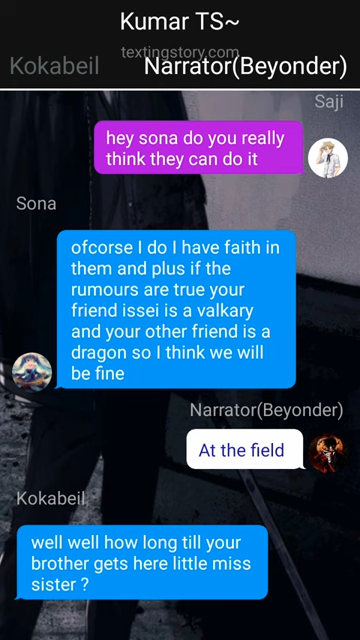 Kumar TS~
textingstory.com
Kokabeil Narrator(Beyonder)
Saji
hey sona do you really
think they can do it
Sona
ofcorse I do I have faith in
them and plus if the
rumours are true your
friend issei is a valkary
and your other friend is a
dragon so I think we will
be fine
Narrator(Beyonder)
At the field
Kokabeil
well well how long till your
brother gets here little miss
sister ?